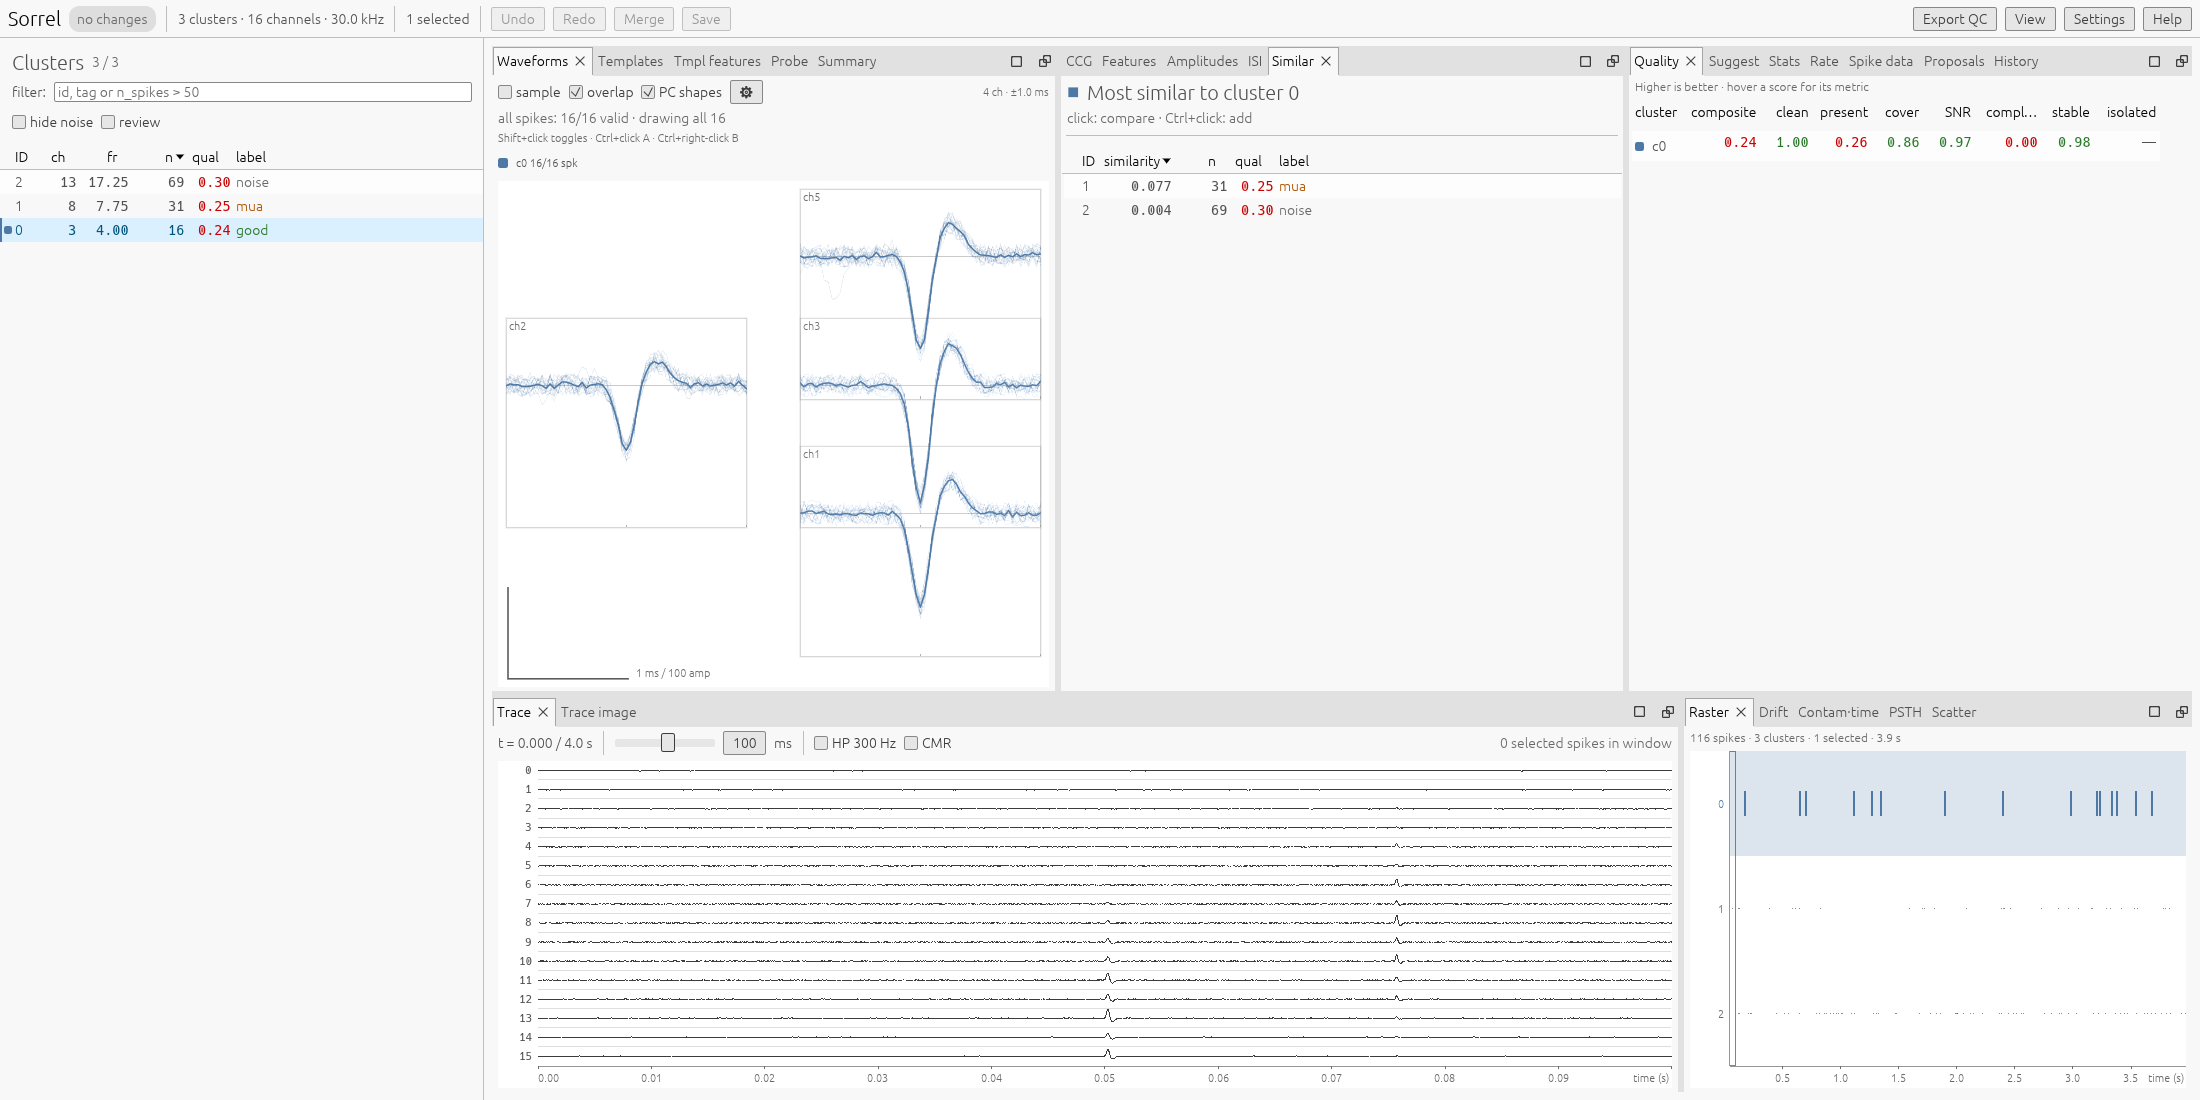 Sorrel no changes 3 clusters · 16 channels · 30.0 kHz 1 selected Undo Redo Merge Save Export QC View Settings Help
Clusters 3 / 3
filter: id, tag or n_spikes > 50
hide noise review
ID ch fr n qual label
2 13 17.25 69 0.30 noise
1 8 7.75 31 0.25 mua
0 3 4.00 16 0.24 good
Waveforms Templates Tmpl features Probe Summary
sample overlap PC shapes 4 ch · ±1.0 ms
all spikes: 16/16 valid · drawing all 16
Shift+click toggles · Ctrl+click A · Ctrl+right-click B
c0 16/16 spk
ch5
ch2
ch3
ch1
1 ms / 100 amp
CCG Features Amplitudes ISI Similar
Most similar to cluster 0
click: compare · Ctrl+click: add
ID similarity n qual label
1 0.077 31 0.25 mua
2 0.004 69 0.30 noise
Quality Suggest Stats Rate Spike data Proposals History
Higher is better · hover a score for its metric
cluster composite clean present cover SNR compl… stable isolated
c0 0.24 1.00 0.26 0.86 0.97 0.00 0.98 —
Trace Trace image
t = 0.000 / 4.0 s 100 ms HP 300 Hz CMR 0 selected spikes in window
0
1
2
3
4
5
6
7
8
9
10
11
12
13
14
15
0.00 0.01 0.02 0.03 0.04 0.05 0.06 0.07 0.08 0.09 time (s)
Raster Drift Contam·time PSTH Scatter
116 spikes · 3 clusters · 1 selected · 3.9 s
0
1
2
0.5 1.0 1.5 2.0 2.5 3.0 3.5 time (s)